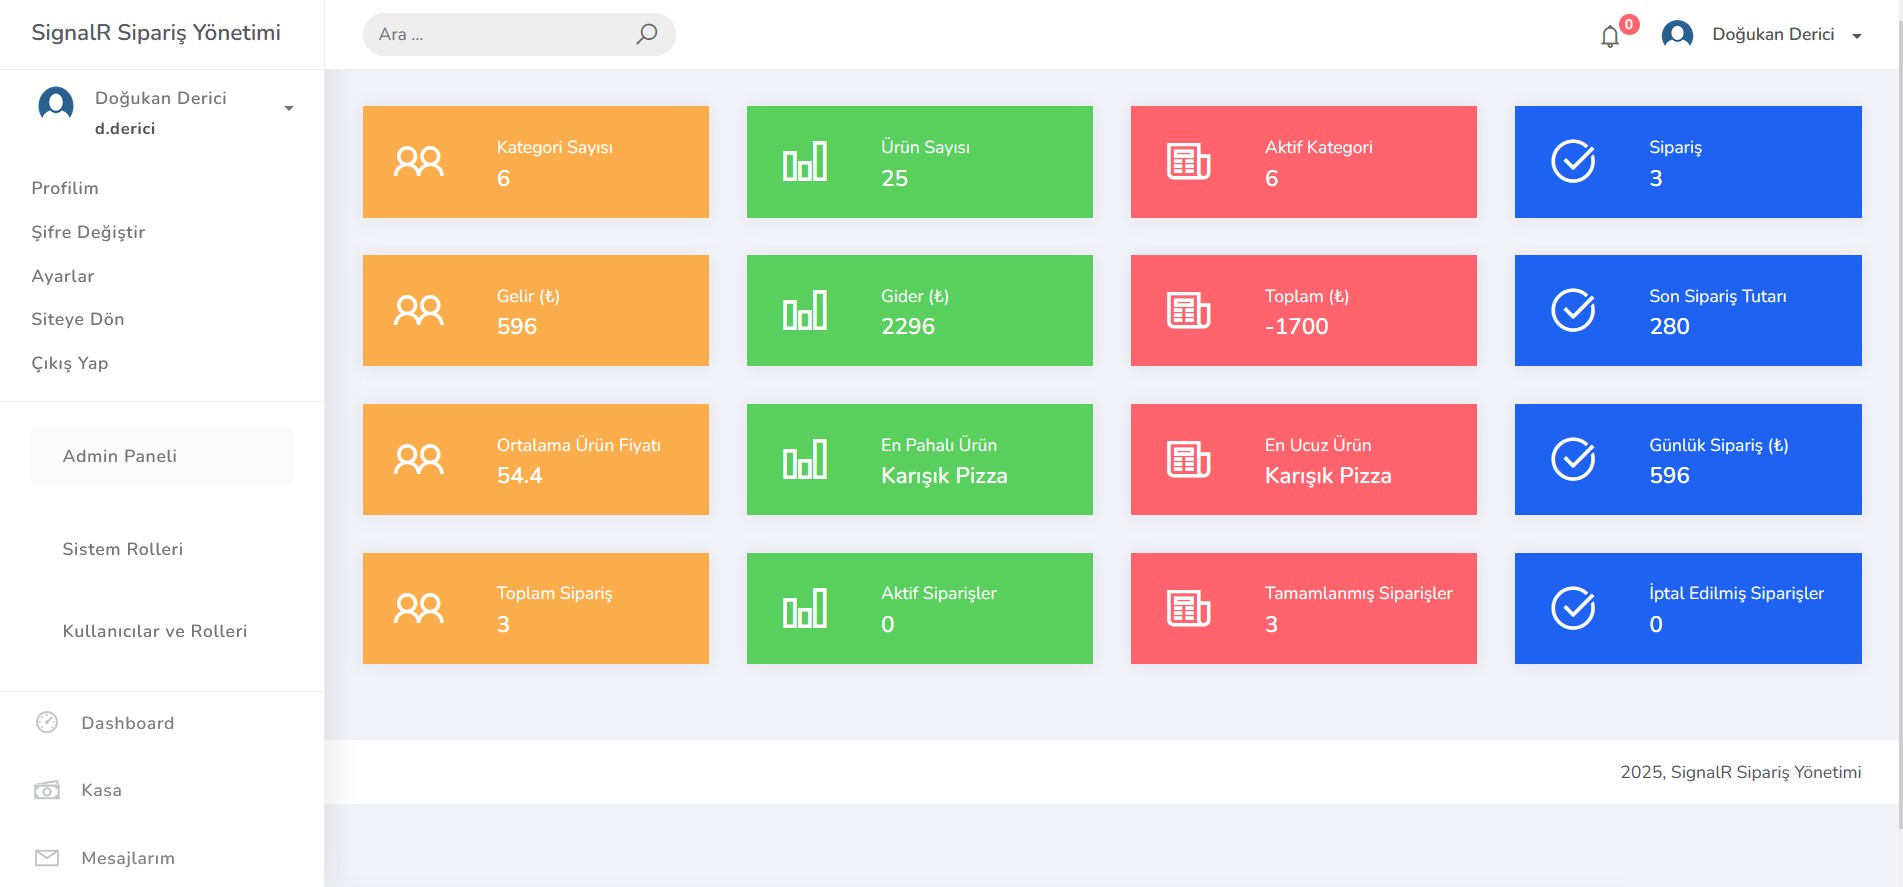 SignalR Sipariş Yönetimi
Ara ...
0
Doğukan Derici
Doğukan Derici
d.derici
Profilim
Şifre Değiştir
Ayarlar
Siteye Dön
Çıkış Yap
Admin Paneli
Sistem Rolleri
Kullanıcılar ve Rolleri
Dashboard
Kasa
Mesajlarım
Kategori Sayısı
6
Ürün Sayısı
25
Aktif Kategori
6
Sipariş
3
Gelir (₺)
596
Gider (₺)
2296
Toplam (₺)
-1700
Son Sipariş Tutarı
280
Ortalama Ürün Fiyatı
54.4
En Pahalı Ürün
Karışık Pizza
En Ucuz Ürün
Karışık Pizza
Günlük Sipariş (₺)
596
Toplam Sipariş
3
Aktif Siparişler
0
Tamamlanmış Siparişler
3
İptal Edilmiş Siparişler
0
2025, SignalR Sipariş Yönetimi